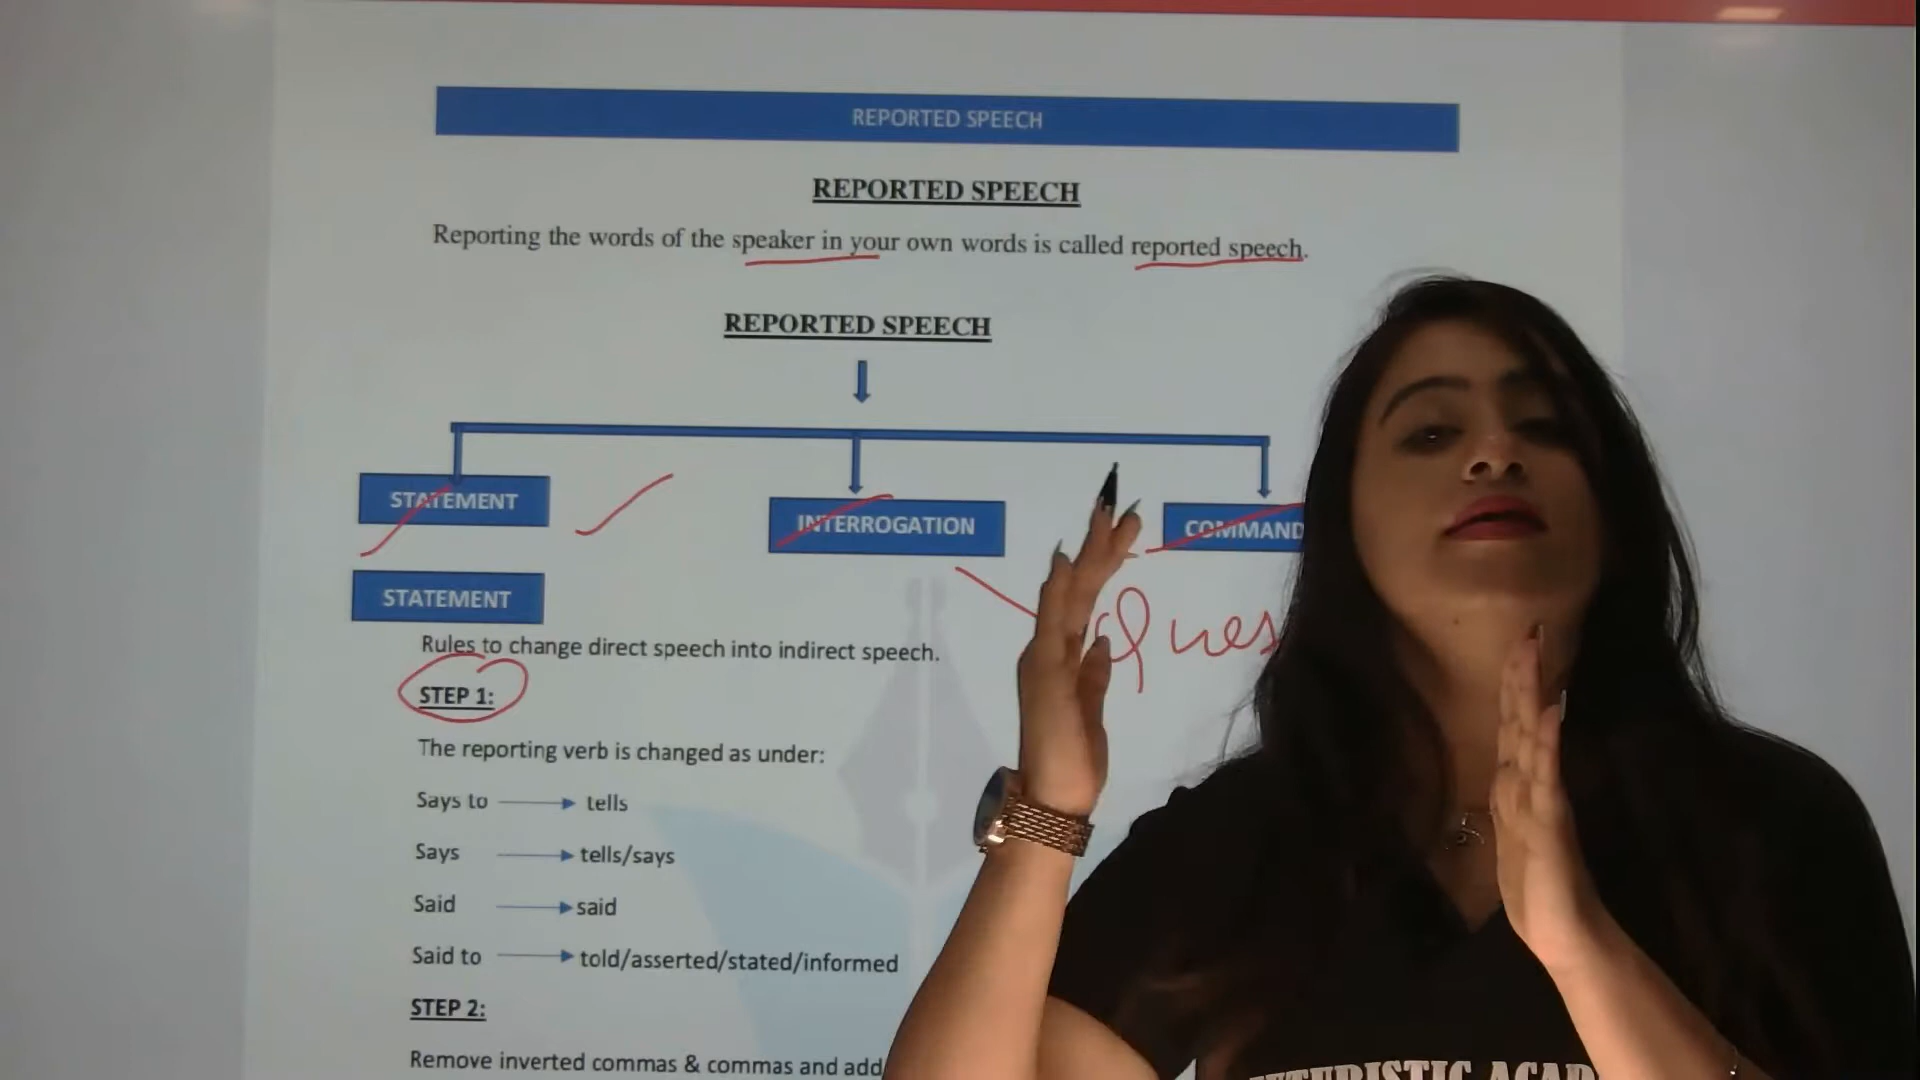 REPORTED SPEECH
REPORTED SPEECH
Reporting the words of the speaker in your own words is called reported speech.
REPORTED SPEECH
STATEMENT
INTERROGATION
COMMAND
Ques
STATEMENT
Rules to change direct speech into indirect speech.
STEP 1:
The reporting verb is changed as under:
Says to → tells
Says → tells/says
Said → said
Said to → told/asserted/stated/informed
STEP 2:
Remove inverted commas & commas and add